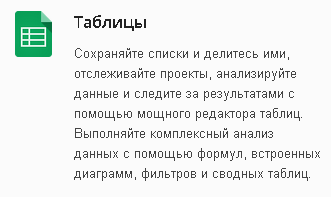 Таблицы
Сохраняйте списки и делитесь ими,
отслеживайте проекты, анализируйте
данные и следите за результатами с
помощью мощного редактора таблиц.
Выполняйте комплексный анализ
данных с помощью формул, встроенных
диаграмм, фильтров и сводных таблиц.